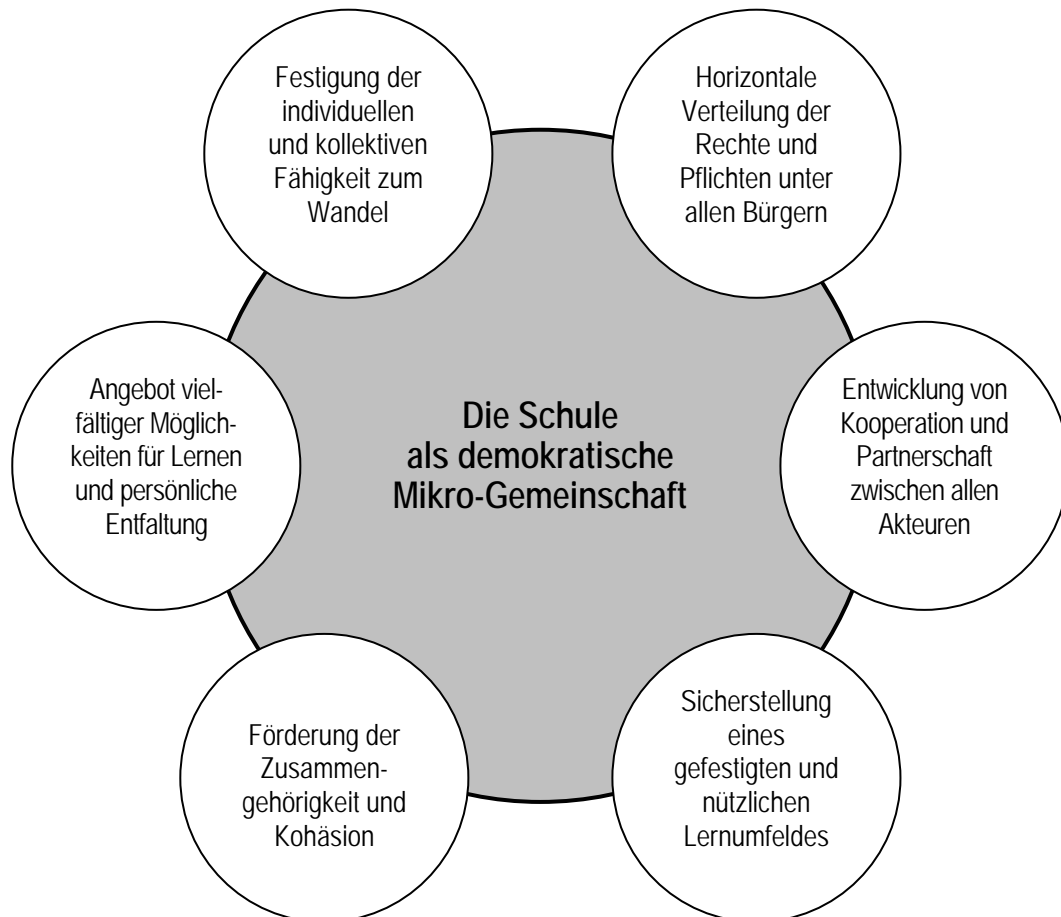 Festigung der
individuellen
und kollektiven
Fähigkeit zum
Wandel
Horizontale
Verteilung der
Rechte und
Pflichten unter
allen Bürgern
Angebot viel-
fältiger Möglich-
keiten für Lernen
und persönliche
Entfaltung
Die Schule
als demokratische
Mikro-Gemeinschaft
Entwicklung von
Kooperation und
Partnerschaft
zwischen allen
Akteuren
Förderung der
Zusammen-
gehörigkeit und
Kohäsion
Sicherstellung
eines
gefestigten und
nützlichen
Lernumfeldes